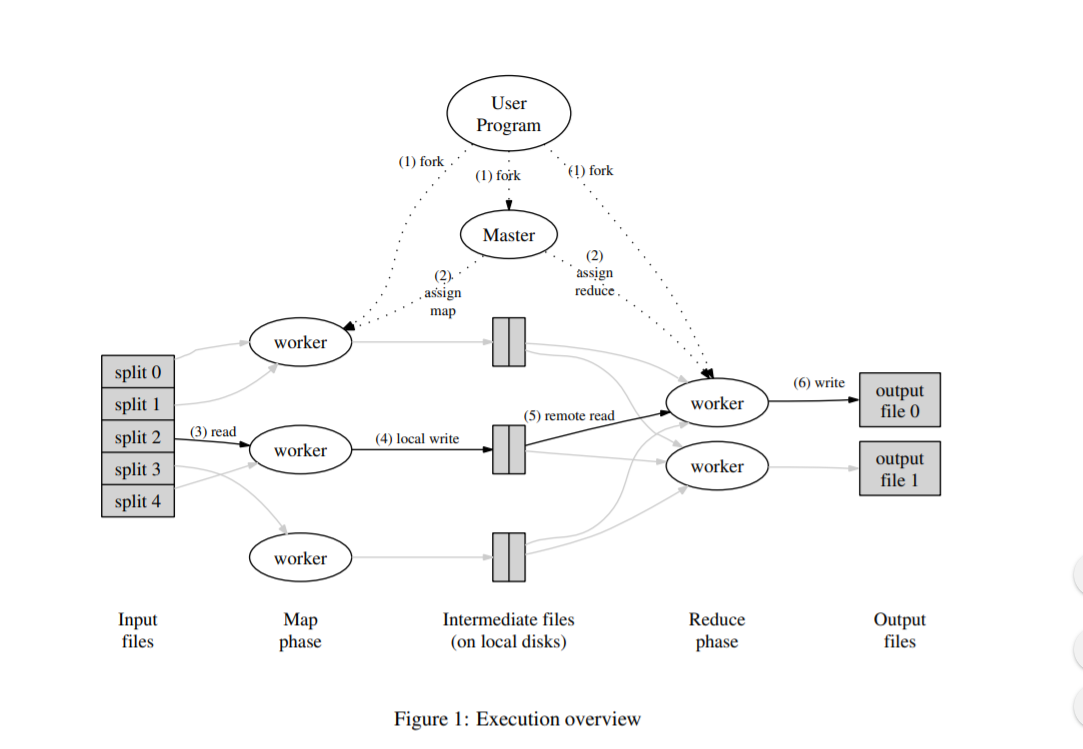 User
Program
(1) fork
(1) fork
(1) fork
Master
(2)
assign
map
(2)
assign
reduce
worker
split 0
split 1
split 2
split 3
split 4
(3) read
worker
(4) local write
worker
(5) remote read
worker
worker
(6) write
output
file 0
output
file 1
Input
files
Map
phase
Intermediate files
(on local disks)
Reduce
phase
Output
files
Figure 1: Execution overview